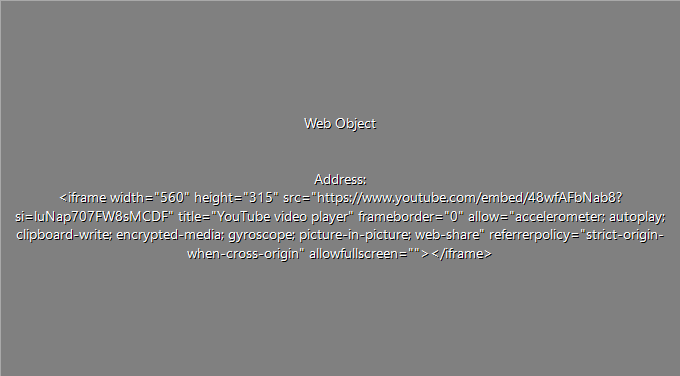 Web Object
Address:
<iframe width="560" height="315" src="https://www.youtube.com/embed/48wfAFbNab8?
si=luNap707FW8sMCDF" title="YouTube video player" frameborder="0" allow="accelerometer; autoplay;
clipboard-write; encrypted-media; gyroscope; picture-in-picture; web-share" referrerpolicy="strict-origin-
when-cross-origin" allowfullscreen=""></iframe>